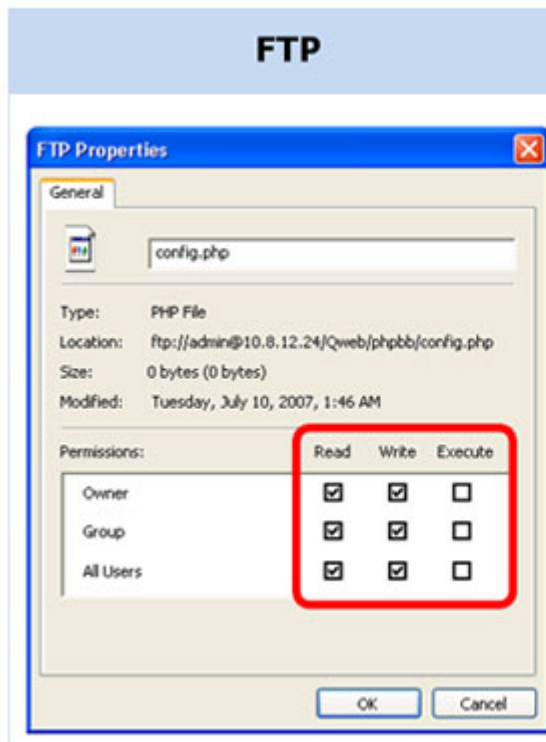 FTP
FTP Properties
General
config.php
Type: PHP File
Location: ftp://admin@10.8.12.24/Qweb/phpbb/config.php
Size: 0 bytes (0 bytes)
Modified: Tuesday, July 10, 2007, 1:46 AM
Permissions: Read Write Execute
Owner
Group
All Users
OK Cancel